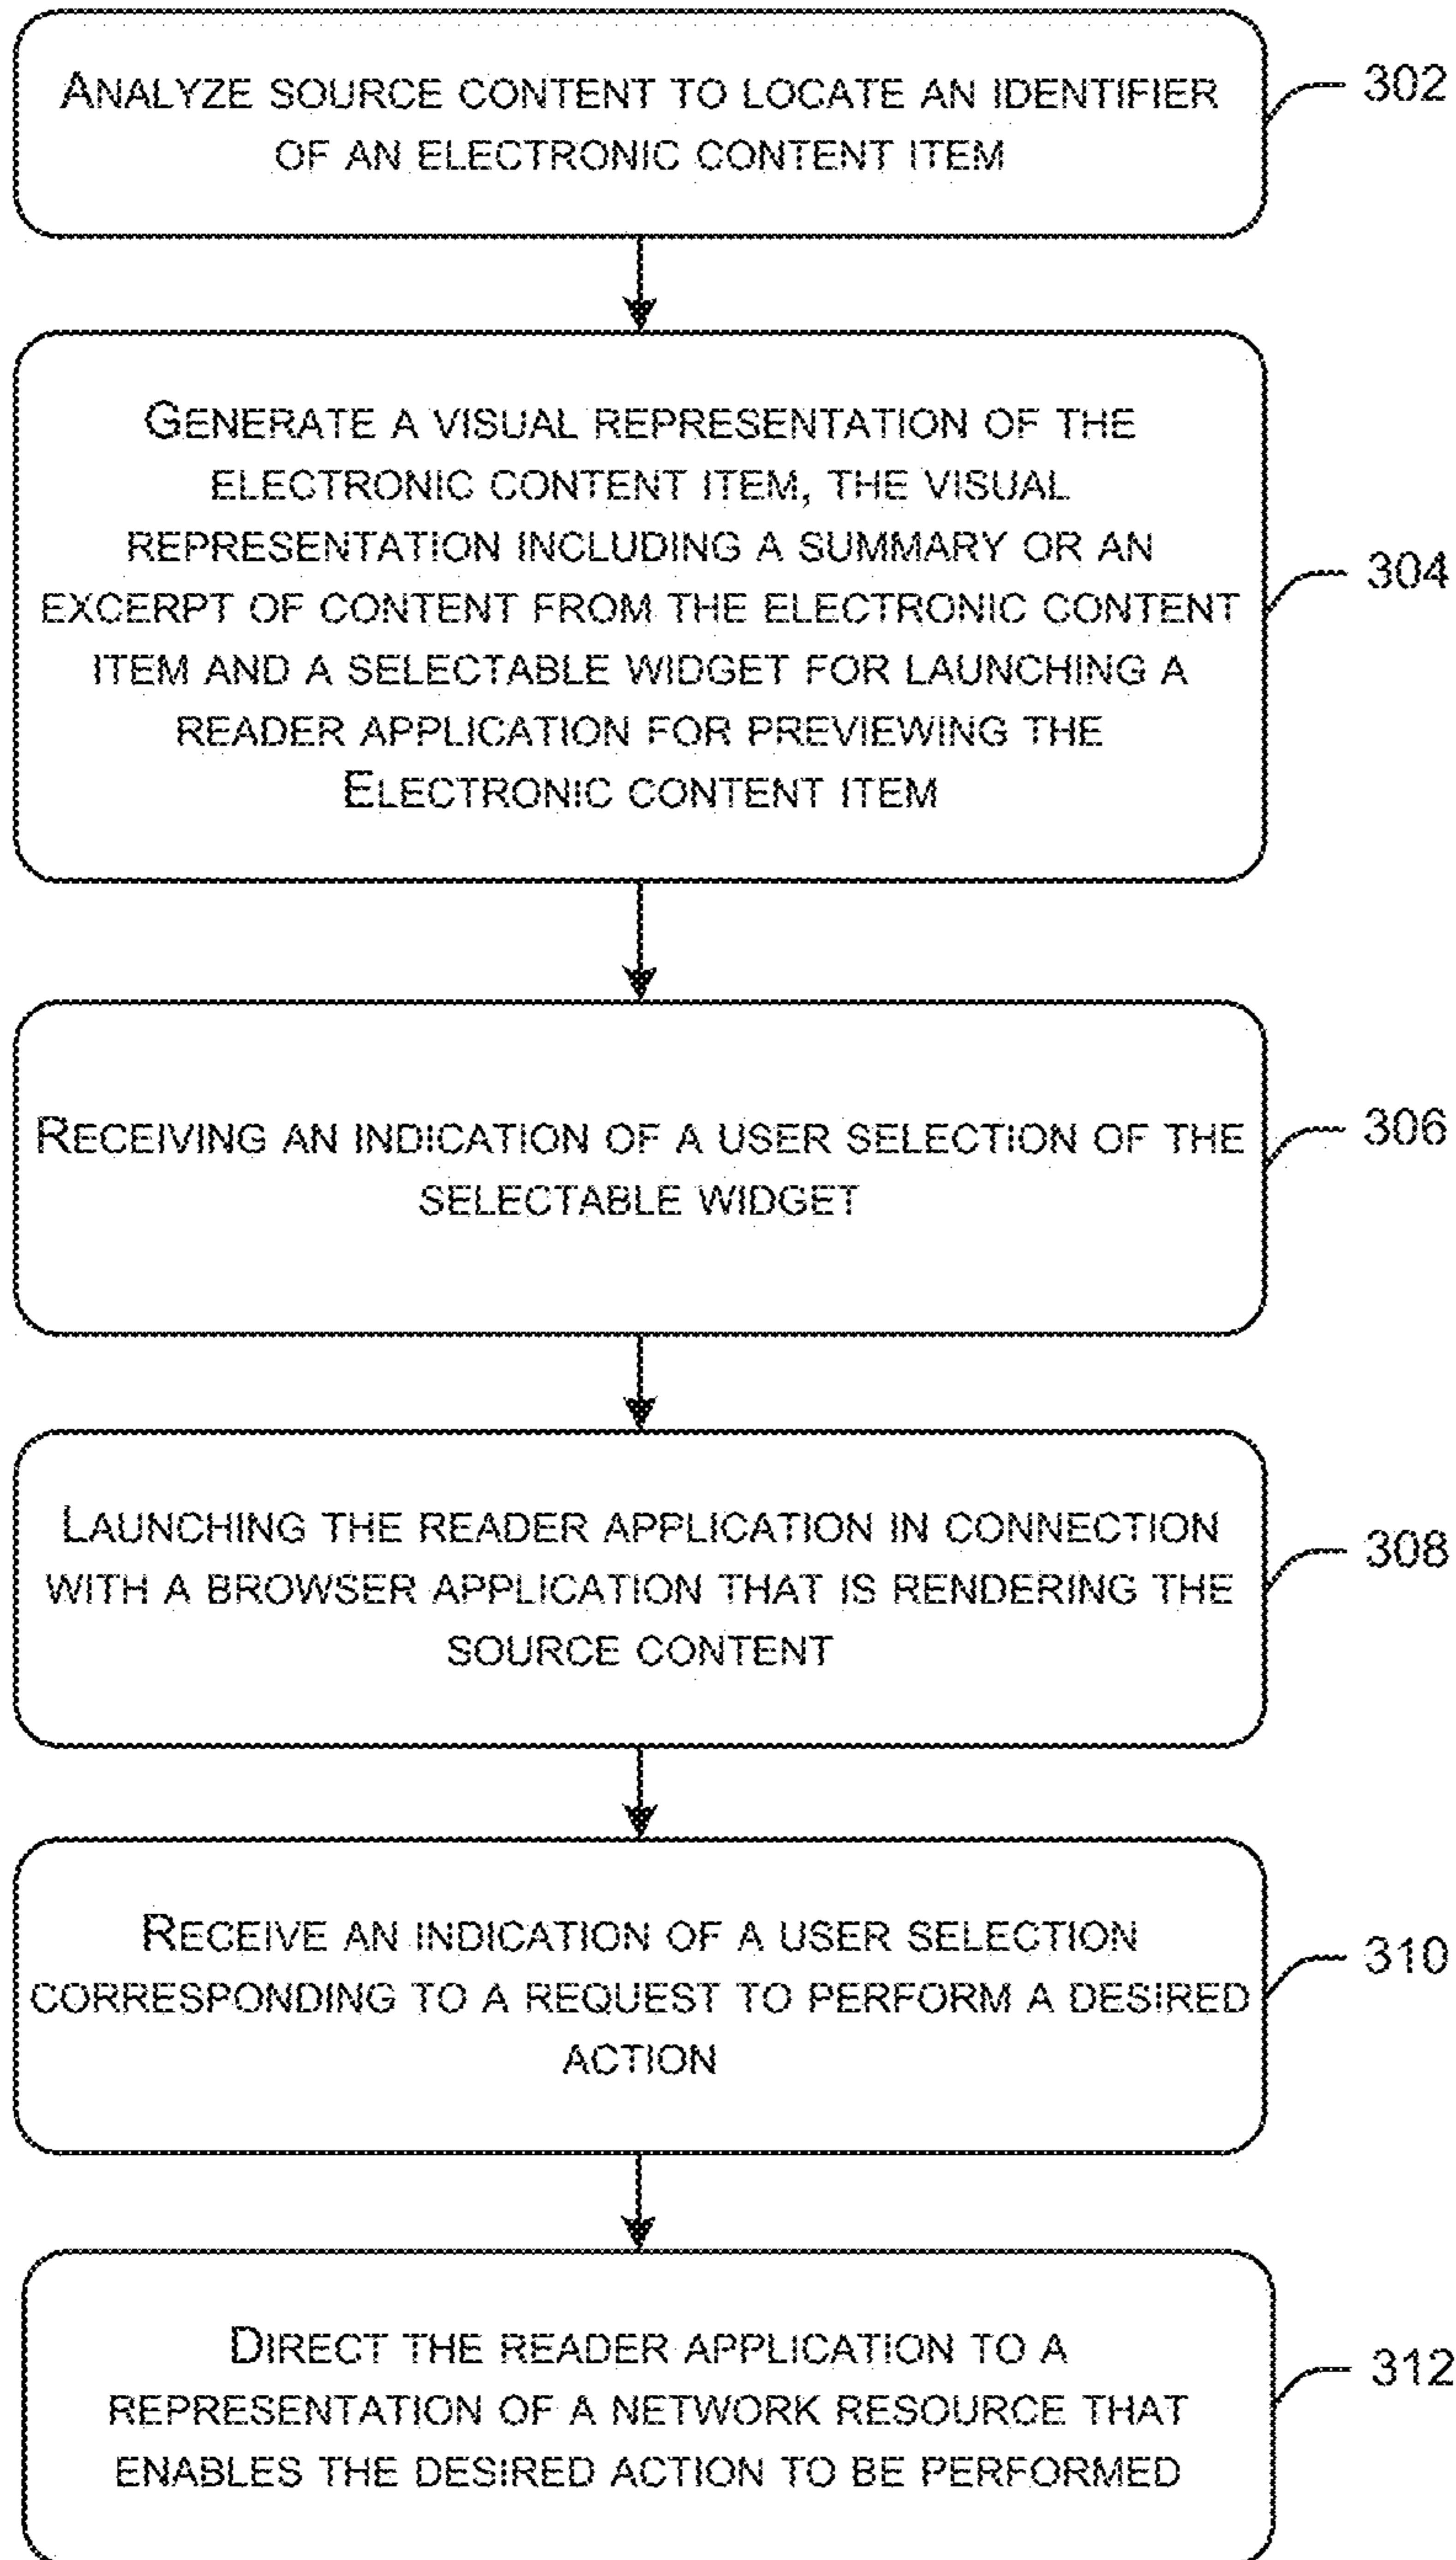 ANALYZE SOURCE CONTENT TO LOCATE AN IDENTIFIER
OF AN ELECTRONIC CONTENT ITEM
302
GENERATE A VISUAL REPRESENTATION OF THE
ELECTRONIC CONTENT ITEM, THE VISUAL
REPRESENTATION INCLUDING A SUMMARY OR AN
EXCERPT OF CONTENT FROM THE ELECTRONIC CONTENT
ITEM AND A SELECTABLE WIDGET FOR LAUNCHING A
READER APPLICATION FOR PREVIEWING THE
ELECTRONIC CONTENT ITEM
304
RECEIVING AN INDICATION OF A USER SELECTION OF THE
SELECTABLE WIDGET
306
LAUNCHING THE READER APPLICATION IN CONNECTION
WITH A BROWSER APPLICATION THAT IS RENDERING THE
SOURCE CONTENT
308
RECEIVE AN INDICATION OF A USER SELECTION
CORRESPONDING TO A REQUEST TO PERFORM A DESIRED
ACTION
310
DIRECT THE READER APPLICATION TO A
REPRESENTATION OF A NETWORK RESOURCE THAT
ENABLES THE DESIRED ACTION TO BE PERFORMED
312